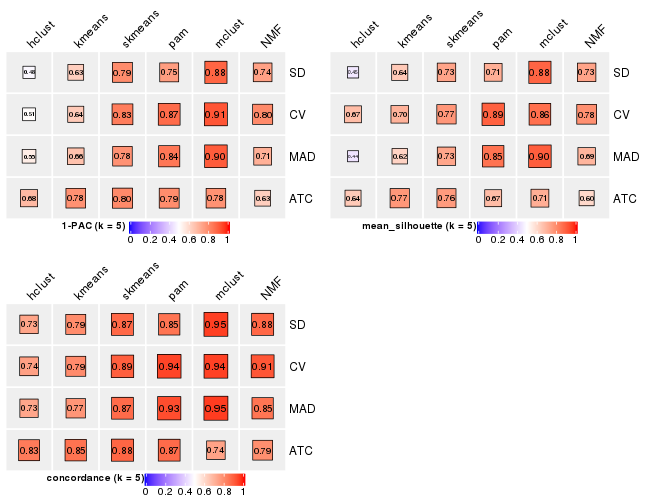 hclust kmeans skmeans pam mclust NMF
0.48 0.63 0.79 0.75 0.88 0.74 SD
0.51 0.64 0.83 0.87 0.91 0.80 CV
0.55 0.66 0.78 0.84 0.90 0.71 MAD
0.68 0.78 0.80 0.79 0.78 0.63 ATC
1-PAC (k = 5)
0 0.2 0.4 0.6 0.8 1
hclust kmeans skmeans pam mclust NMF
0.45 0.64 0.73 0.71 0.88 0.73 SD
0.67 0.70 0.77 0.89 0.86 0.78 CV
0.44 0.62 0.73 0.85 0.90 0.69 MAD
0.64 0.77 0.76 0.67 0.71 0.60 ATC
mean_silhouette (k = 5)
0 0.2 0.4 0.6 0.8 1
hclust kmeans skmeans pam mclust NMF
0.73 0.79 0.87 0.85 0.95 0.88 SD
0.74 0.79 0.89 0.94 0.94 0.91 CV
0.73 0.77 0.87 0.93 0.95 0.85 MAD
0.83 0.85 0.88 0.87 0.74 0.79 ATC
concordance (k = 5)
0 0.2 0.4 0.6 0.8 1